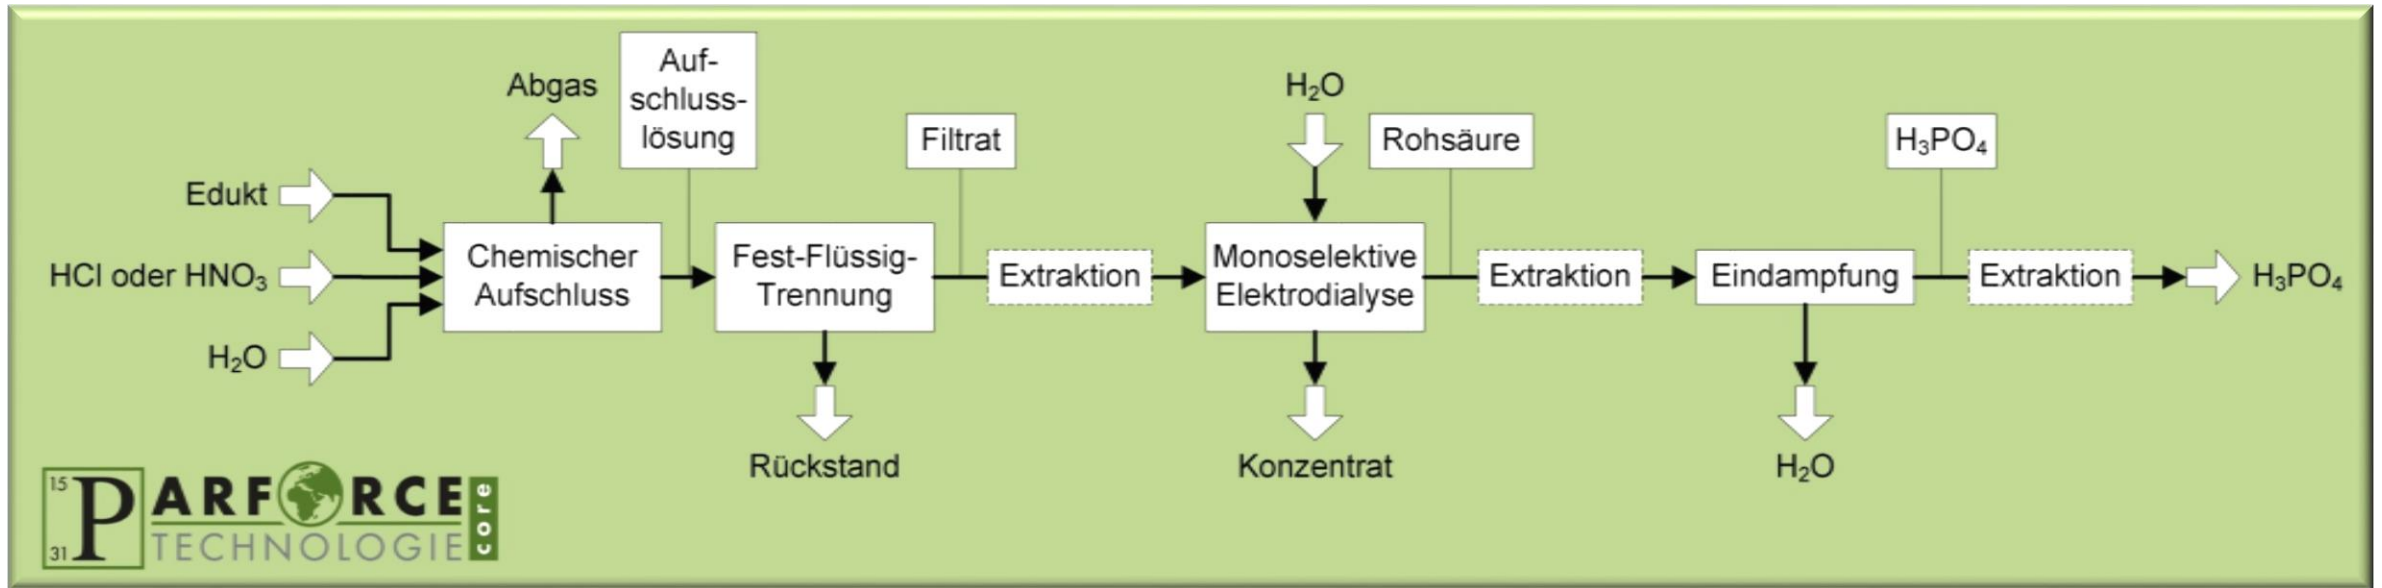 Abgas
Auf-
schluss-
lösung
Filtrat
H₂O
Rohsäure
H₃PO₄
Edukt
HCl oder HNO₃
H₂O
Chemischer
Aufschluss
Fest-Flüssig-
Trennung
Extraktion
Monoselektive
Elektrodialyse
Extraktion
Eindampfung
Extraktion
H₃PO₄
Rückstand
Konzentrat
H₂O
15
31
PARFORCE
TECHNOLOGIE
core